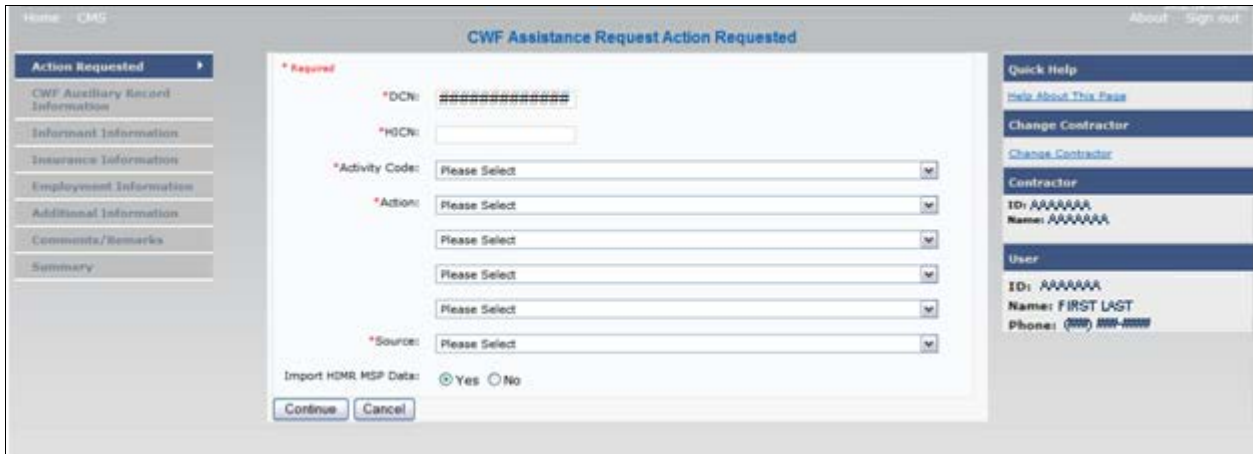 Home CMS
About Sign out
CWF Assistance Request Action Requested
Action Requested
CWF Auxiliary Record
Information
Informant Information
Insurance Information
Employment Information
Additional Information
Comments/Remarks
Summary
* Required
*DCN: #############
*HICN:
*Activity Code: Please Select
*Action: Please Select
Please Select
Please Select
Please Select
*Source: Please Select
Import HIMR MSP Data: Yes No
Continue Cancel
Quick Help
Help About This Page
Change Contractor
Change Contractor
Contractor
ID: AAAAAAA
Name: AAAAAAA
User
ID: AAAAAAA
Name: FIRST LAST
Phone: (###) ###-####